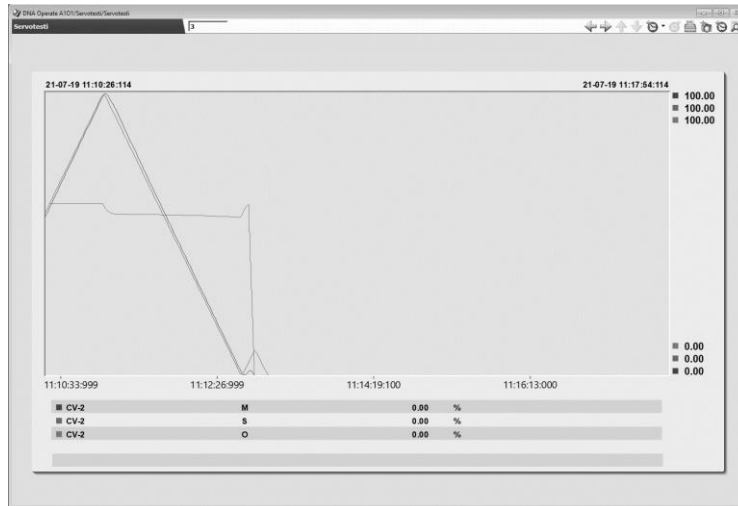 DNA Operate A101/Servotesti/Servotesti
Servotesti 3
21-07-19 11:10:26:114 21-07-19 11:17:54:114
100.00
100.00
100.00
0.00
0.00
0.00
11:10:33:999 11:12:26:999 11:14:19:100 11:16:13:000
CV-2 M 0.00 %
CV-2 S 0.00 %
CV-2 O 0.00 %